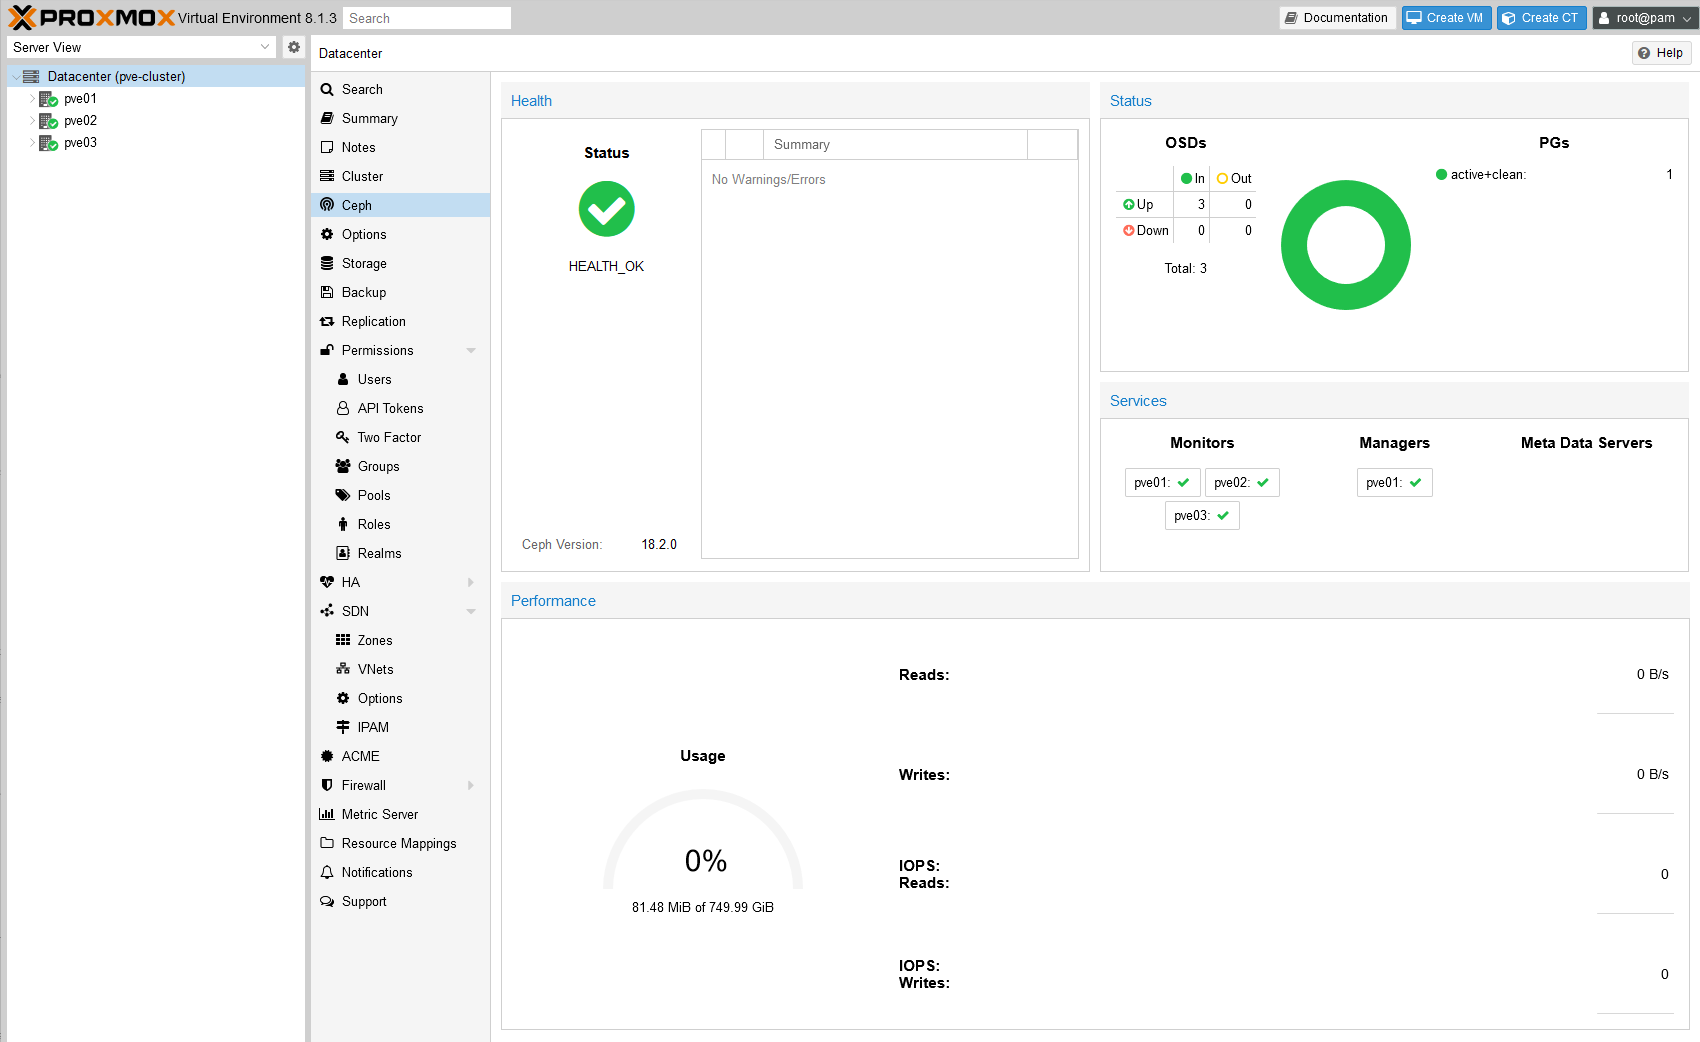 PROXMOX Virtual Environment 8.1.3 Search Documentation Create VM Create CT root@pam
Server View
Datacenter (pve-cluster)
pve01
pve02
pve03
Datacenter Help
Search
Summary
Notes
Cluster
Ceph
Options
Storage
Backup
Replication
Permissions
Users
API Tokens
Two Factor
Groups
Pools
Roles
Realms
HA
SDN
Zones
VNets
Options
IPAM
ACME
Firewall
Metric Server
Resource Mappings
Notifications
Support
Health
Status
HEALTH_OK
Ceph Version: 18.2.0
Summary
No Warnings/Errors
Status
OSDs
In Out
Up 3 0
Down 0 0
Total: 3
PGs
active+clean: 1
Services
Monitors
pve01: pve02:
pve03:
Managers
pve01:
Meta Data Servers
Performance
Usage
0%
81.48 MiB of 749.99 GiB
Reads: 0 B/s
Writes: 0 B/s
IOPS:
Reads: 0
IOPS:
Writes: 0